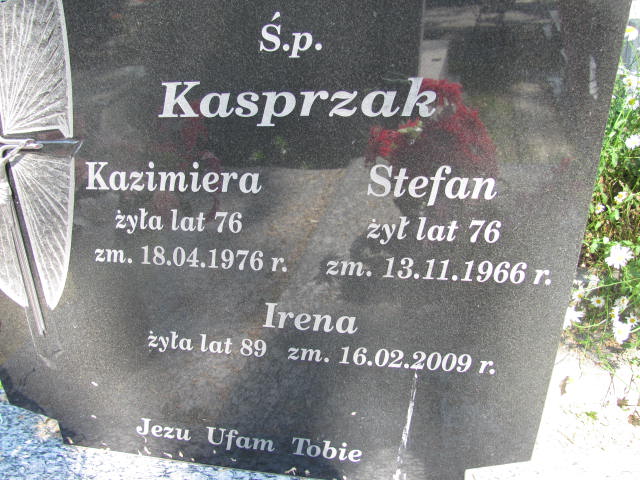 Ś.p.
Kasprzak
Kazimiera
żyła lat 76
zm. 18.04.1976 r.
Stefan
żył lat 76
zm. 13.11.1966 r.
Irena
żyła lat 89 zm. 16.02.2009 r.
Jezu Ufam Tobie